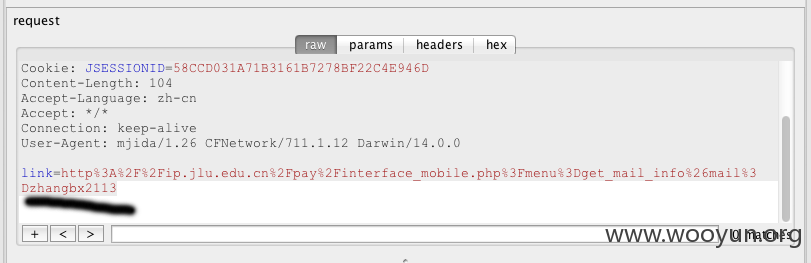 request
raw params headers hex
Cookie: JSESSIONID=58CCD031A71B3161B7278BF22C4E946D
Content-Length: 104
Accept-Language: zh-cn
Accept: */*
Connection: keep-alive
User-Agent: mjida/1.26 CFNetwork/711.1.12 Darwin/14.0.0
link=http%3A%2F%2Fip.jlu.edu.cn%2Fpay%2Finterface_mobile.php%3Fmenu%3Dget_mail_info%26mail%3
Dzhangbx2113
+ < > 0 matches
www.wooyun.org